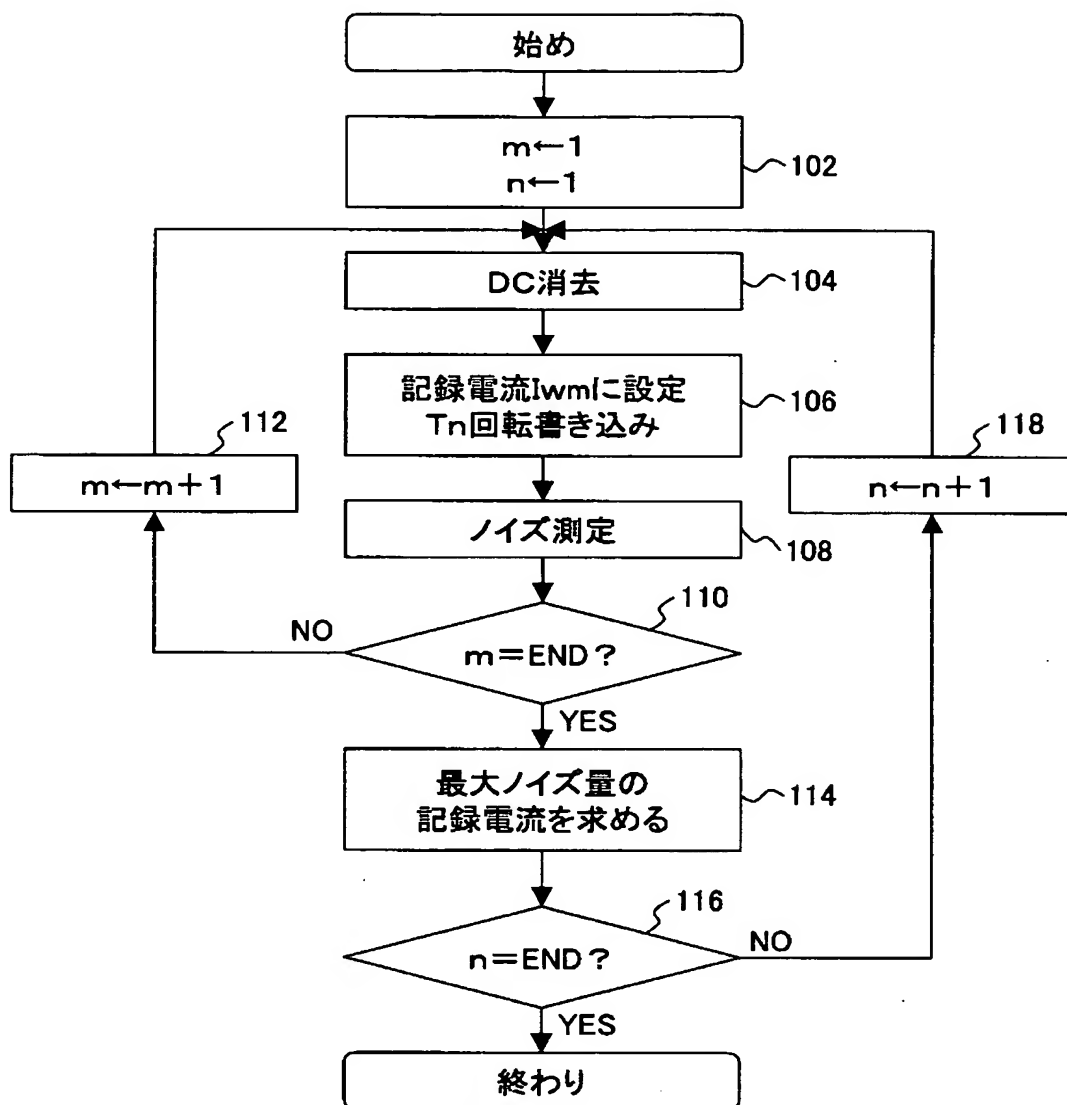 始め
m←1
n←1
102
DC消去
104
記録電流Iwmに設定
Tn回転書き込み
106
112
m←m+1
118
n←n+1
ノイズ測定
108
110
NO
m=END?
YES
最大ノイズ量の
記録電流を求める
114
116
n=END?
NO
YES
終わり